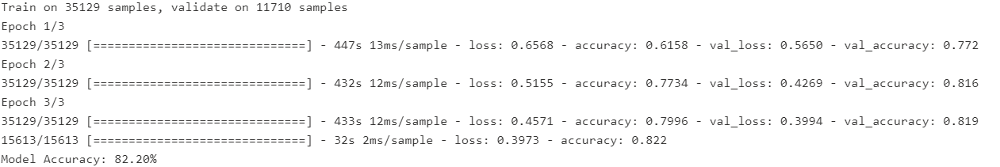 Train on 35129 samples, validate on 11710 samples
Epoch 1/3
35129/35129 [==============================] - 447s 13ms/sample - loss: 0.6568 - accuracy: 0.6158 - val_loss: 0.5650 - val_accuracy: 0.772
Epoch 2/3
35129/35129 [==============================] - 432s 12ms/sample - loss: 0.5155 - accuracy: 0.7734 - val_loss: 0.4269 - val_accuracy: 0.816
Epoch 3/3
35129/35129 [==============================] - 433s 12ms/sample - loss: 0.4571 - accuracy: 0.7996 - val_loss: 0.3994 - val_accuracy: 0.819
15613/15613 [==============================] - 32s 2ms/sample - loss: 0.3973 - accuracy: 0.822
Model Accuracy: 82.20%